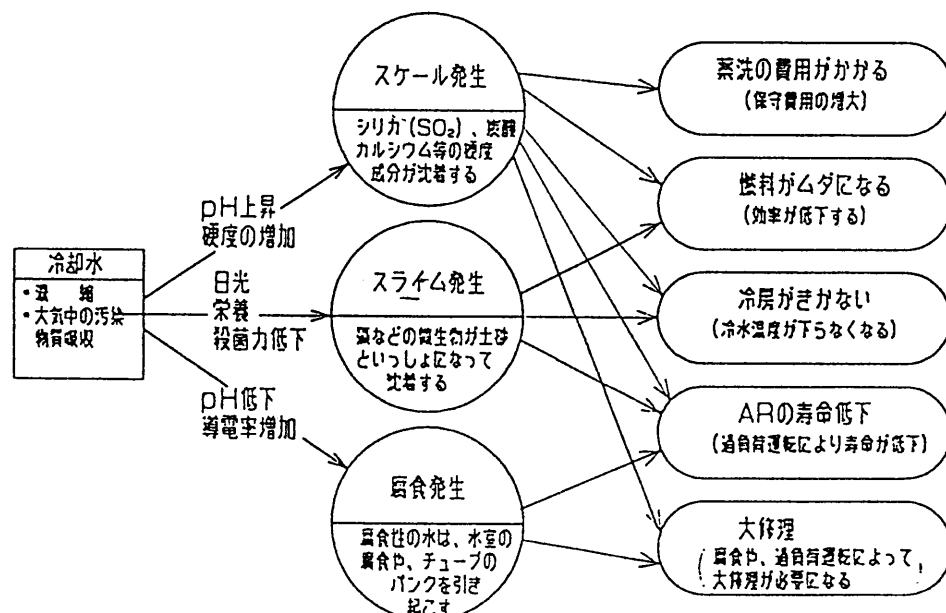 冷却水
・濃縮
・大気中の汚染
物質吸収
pH上昇
硬度の増加
日光
栄養
殺菌力低下
pH低下
導電率増加
スケール発生
シリカ(SO₂)、炭酸
カルシウム等の硬度
成分が沈着する
スライム発生
藻などの微生物が土砂
といっしょになって
沈着する
腐食発生
腐食性の水は、水室の
腐食や、チューブの
パンクを引き
起こす
薬洗の費用がかかる
(保守費用の増大)
燃料がムダになる
(効率が低下する)
冷房がきかない
(冷水温度が下らなくなる)
ARの寿命低下
(過負荷運転により寿命が低下)
大修理
(腐食や、過負荷運転によって
大修理が必要になる)